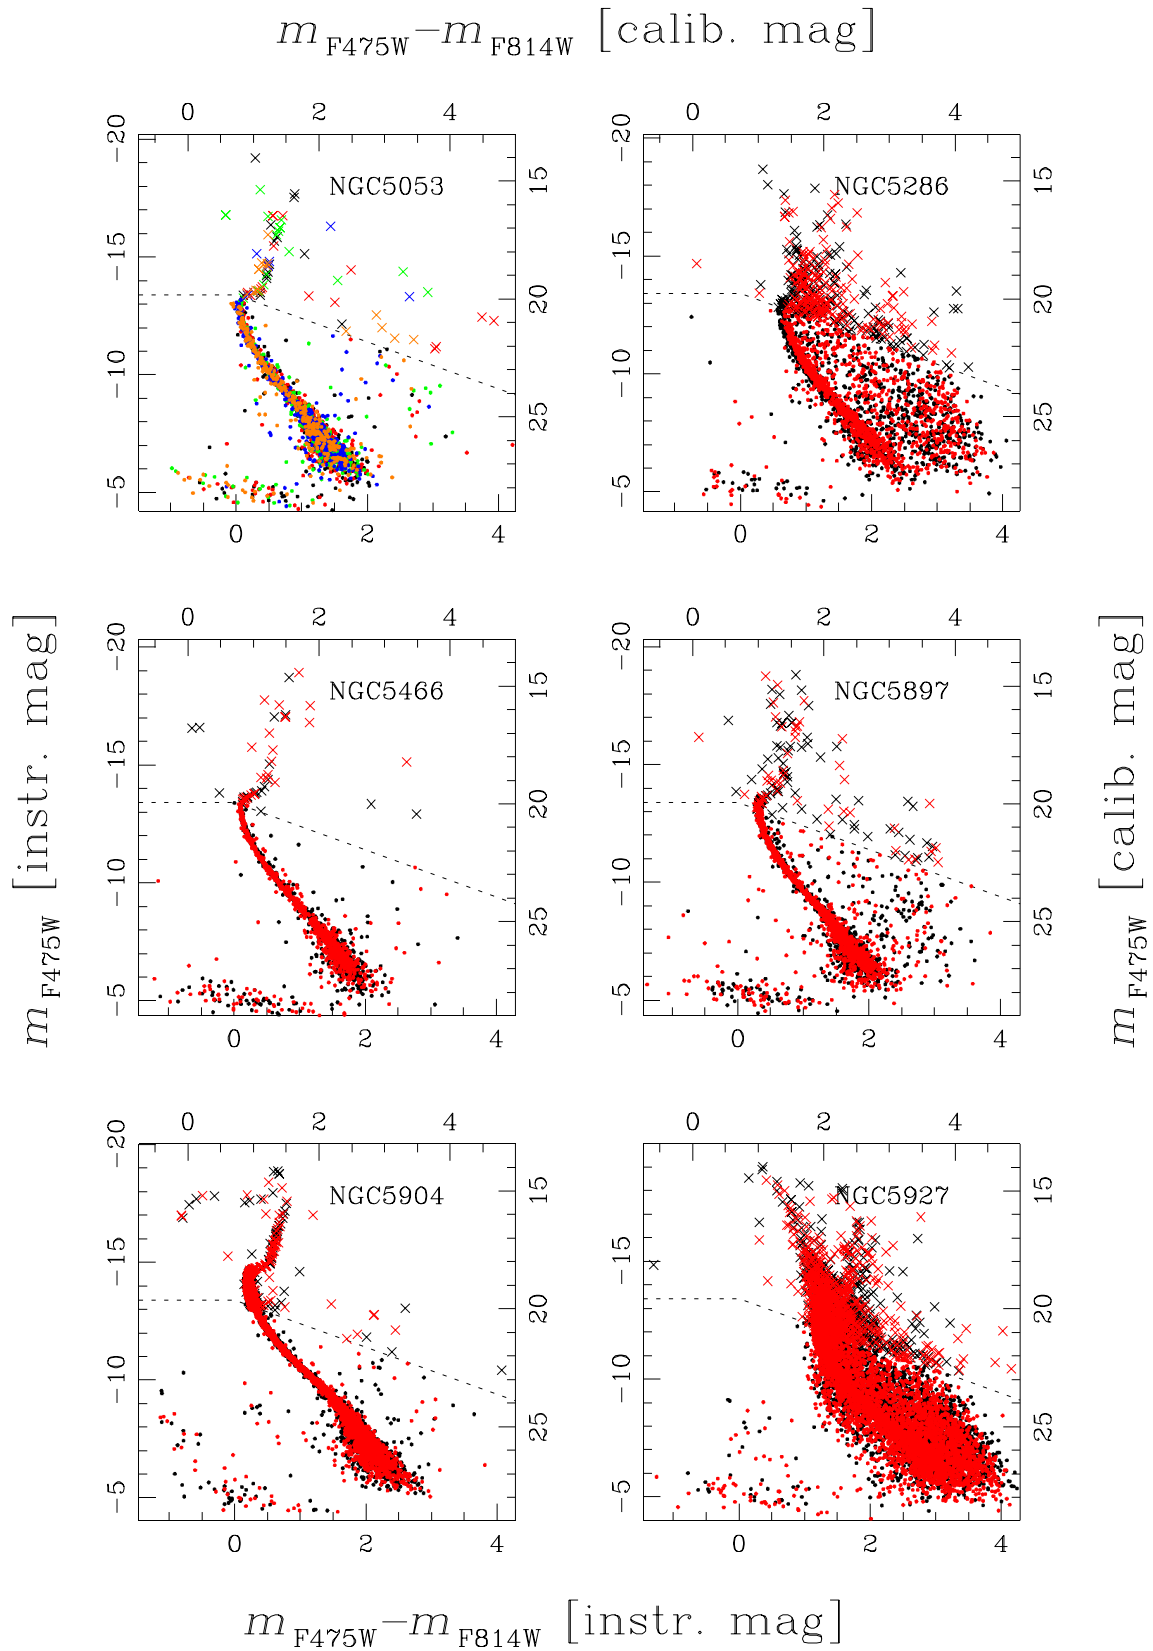 m F475W − m F814W [calib. mag]
0 2 4 0 2 4
−20 −15 −10 −5 15 20 25 −20 −15 −10 −5 15 20 25
NGC5053 NGC5286
0 2 4 0 2 4
0 2 4 0 2 4
−20 −15 −10 −5 15 20 25 −20 −15 −10 −5 15 20 25
NGC5466 NGC5897
0 2 4 0 2 4
m F475W [instr. mag]
m F475W [calib. mag]
0 2 4 0 2 4
−20 −15 −10 −5 15 20 25 −20 −15 −10 −5 15 20 25
NGC5904 NGC5927
0 2 4 0 2 4
m F475W − m F814W [instr. mag]